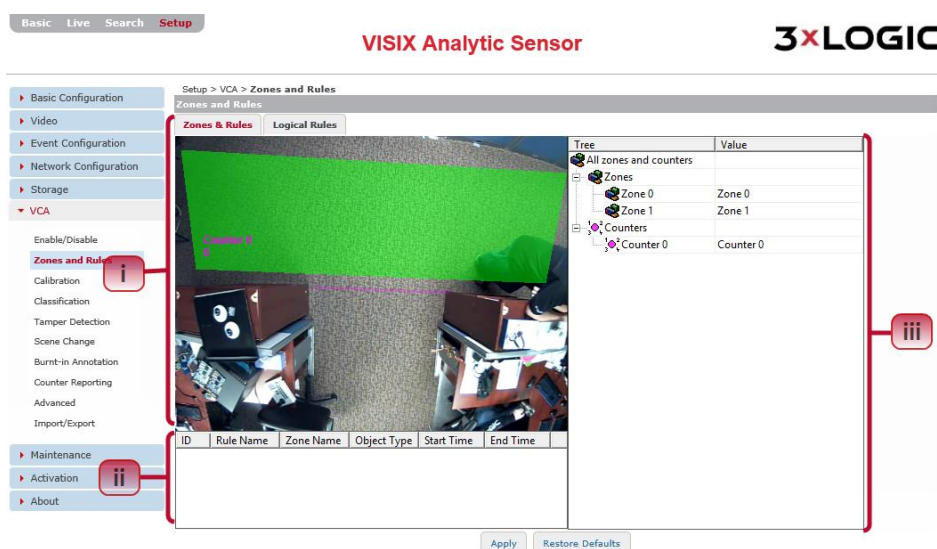 Basic Live Search Setup
VISIX Analytic Sensor
3xLOGIC
Setup > VCA > Zones and Rules
Zones and Rules
Basic Configuration
Video
Event Configuration
Network Configuration
Storage
VCA
Enable/Disable
Zones and Rules
Calibration
Classification
Tamper Detection
Scene Change
Burnt-in Annotation
Counter Reporting
Advanced
Import/Export
Maintenance
Activation
About
i
ii
Zones & Rules Logical Rules
Counter 0
0
Tree Value
All zones and counters
Zones
Zone 0 Zone 0
Zone 1 Zone 1
Counters
Counter 0 Counter 0
iii
ID Rule Name Zone Name Object Type Start Time End Time
Apply Restore Defaults